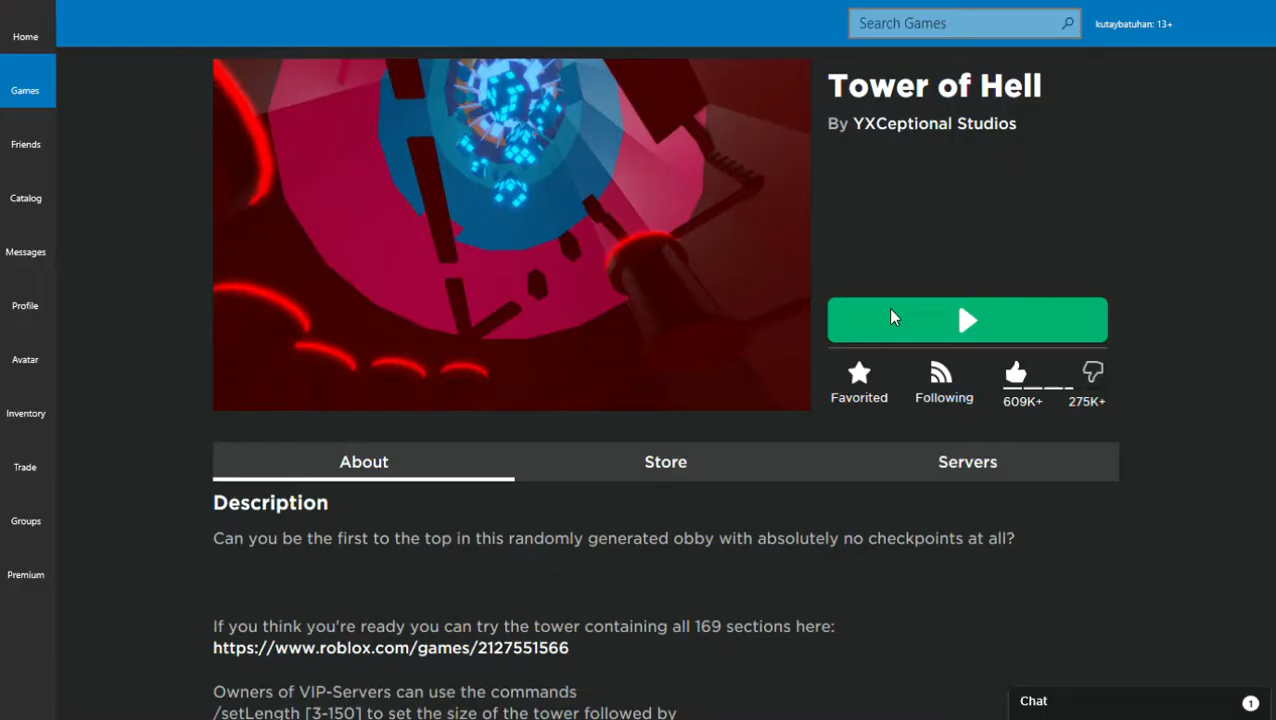 Search Games
kutaybatuhan: 13+
Home
Games
Friends
Catalog
Messages
Profile
Avatar
Inventory
Trade
Groups
Premium
Tower of Hell
By YXCeptional Studios
Favorited
Following
609K+
275K+
About
Store
Servers
Description
Can you be the first to the top in this randomly generated obby with absolutely no checkpoints at all?
If you think you're ready you can try the tower containing all 169 sections here:
https://www.roblox.com/games/2127551566
Owners of VIP-Servers can use the commands
/setLength [3-150] to set the size of the tower followed by
Chat
1